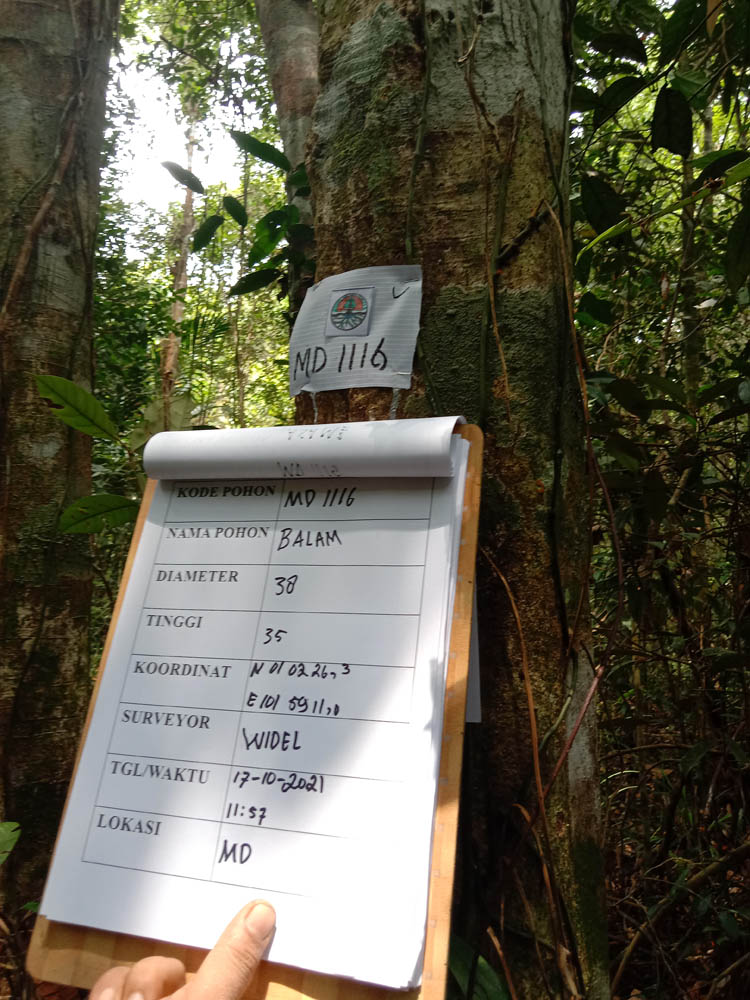 MD 1116
KODE POHON MD 1116
NAMA POHON BALAM
DIAMETER 38
TINGGI 35
KOORDINAT N 01 02 26,3
E 101 59 11,0
SURVEYOR WIDEL
TGL/WAKTU 17-10-2021
11:57
LOKASI MD